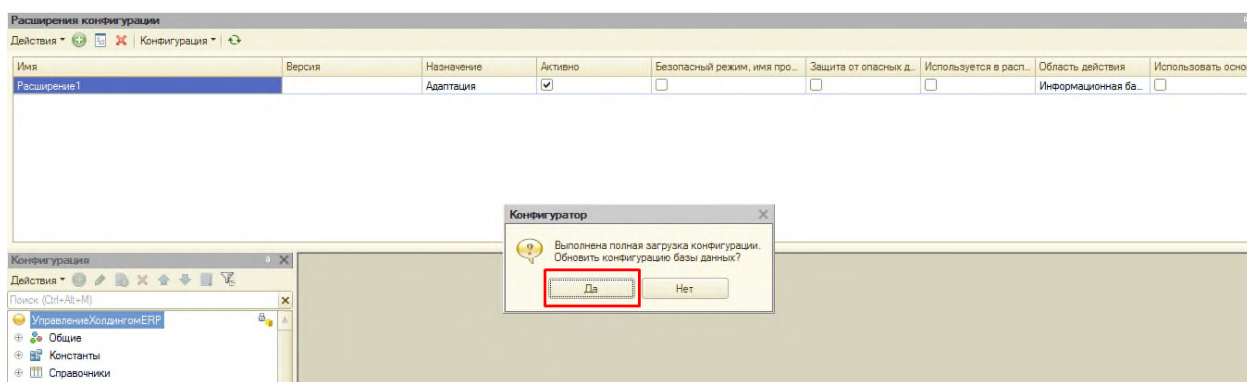 Расширения конфигурации
Действия Конфигурация
Имя Версия Назначение Активно Безопасный режим, имя про... Защита от опасных д... Используется в расп... Область действия Использовать осно
Расширение1 Адаптация Информационная ба...
Конфигуратор
Выполнена полная загрузка конфигурации.
Обновить конфигурацию базы данных?
Да Нет
Конфигурация
Действия
Поиск (Ctrl+Alt+M)
УправлениеХолдингомERP
Общие
Константы
Справочники